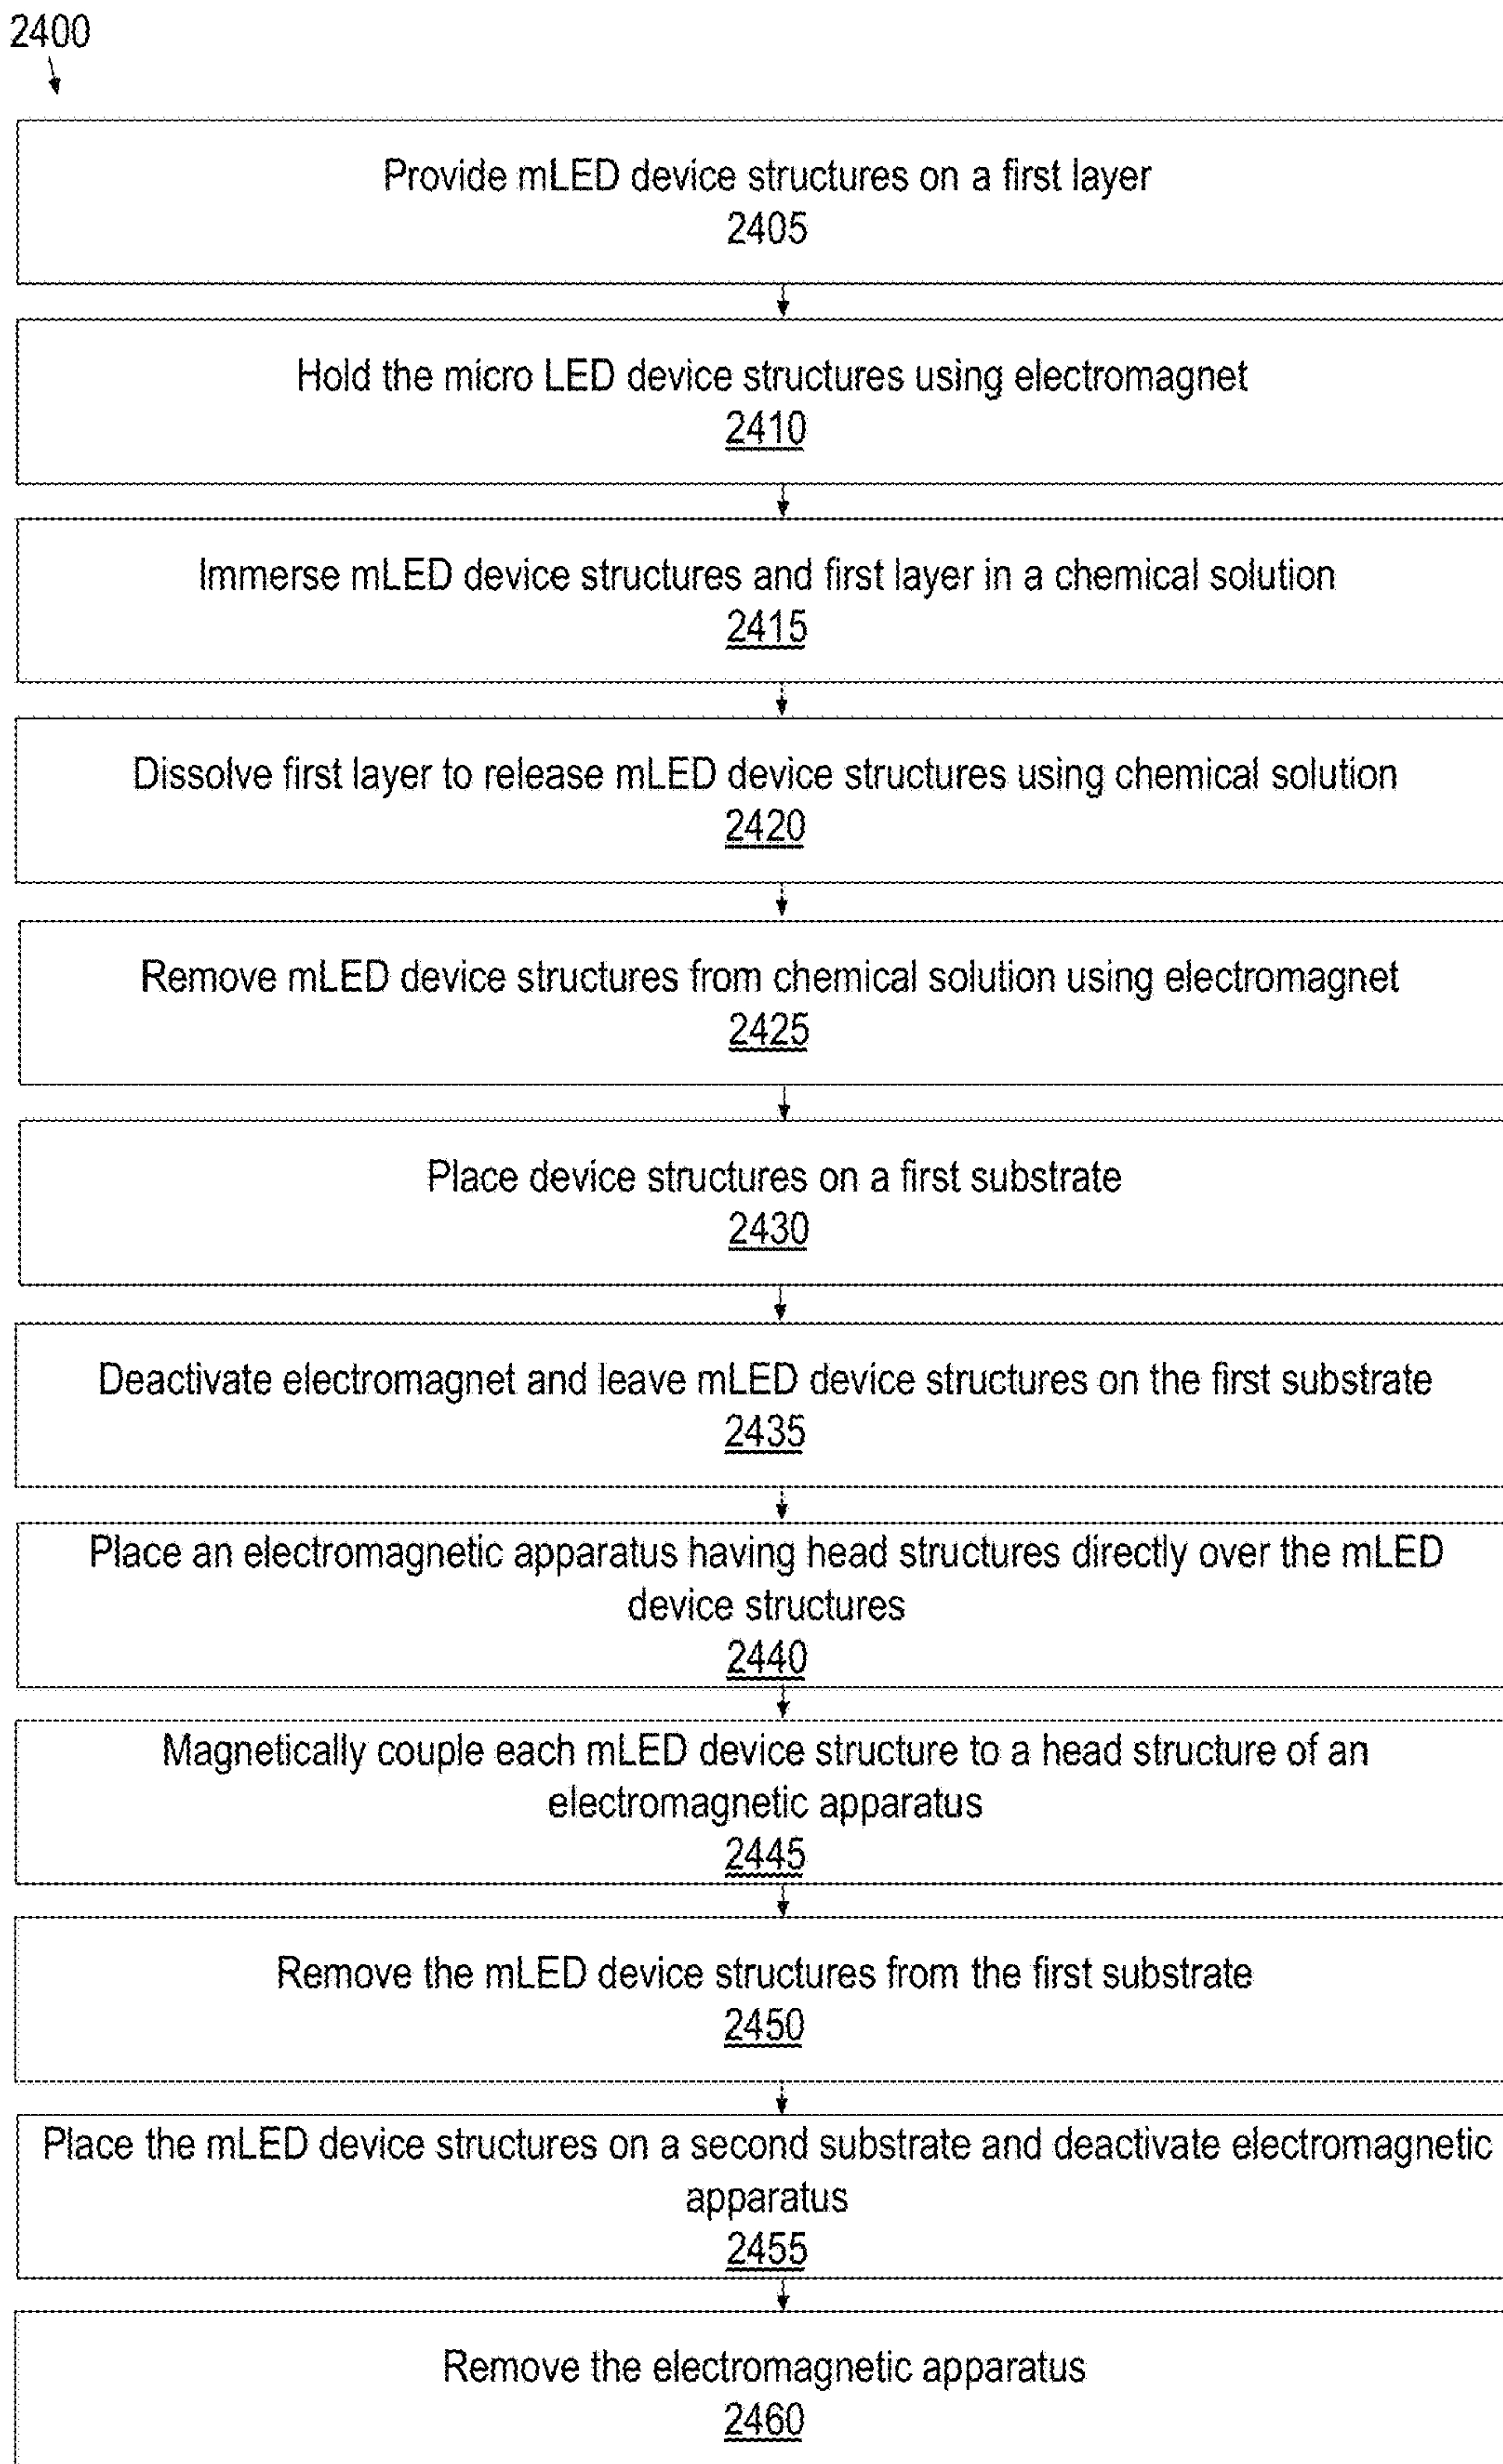 2400
Provide mLED device structures on a first layer
2405
Hold the micro LED device structures using electromagnet
2410
Immerse mLED device structures and first layer in a chemical solution
2415
Dissolve first layer to release mLED device structures using chemical solution
2420
Remove mLED device structures from chemical solution using electromagnet
2425
Place device structures on a first substrate
2430
Deactivate electromagnet and leave mLED device structures on the first substrate
2435
Place an electromagnetic apparatus having head structures directly over the mLED
device structures
2440
Magnetically couple each mLED device structure to a head structure of an
electromagnetic apparatus
2445
Remove the mLED device structures from the first substrate
2450
Place the mLED device structures on a second substrate and deactivate electromagnetic
apparatus
2455
Remove the electromagnetic apparatus
2460